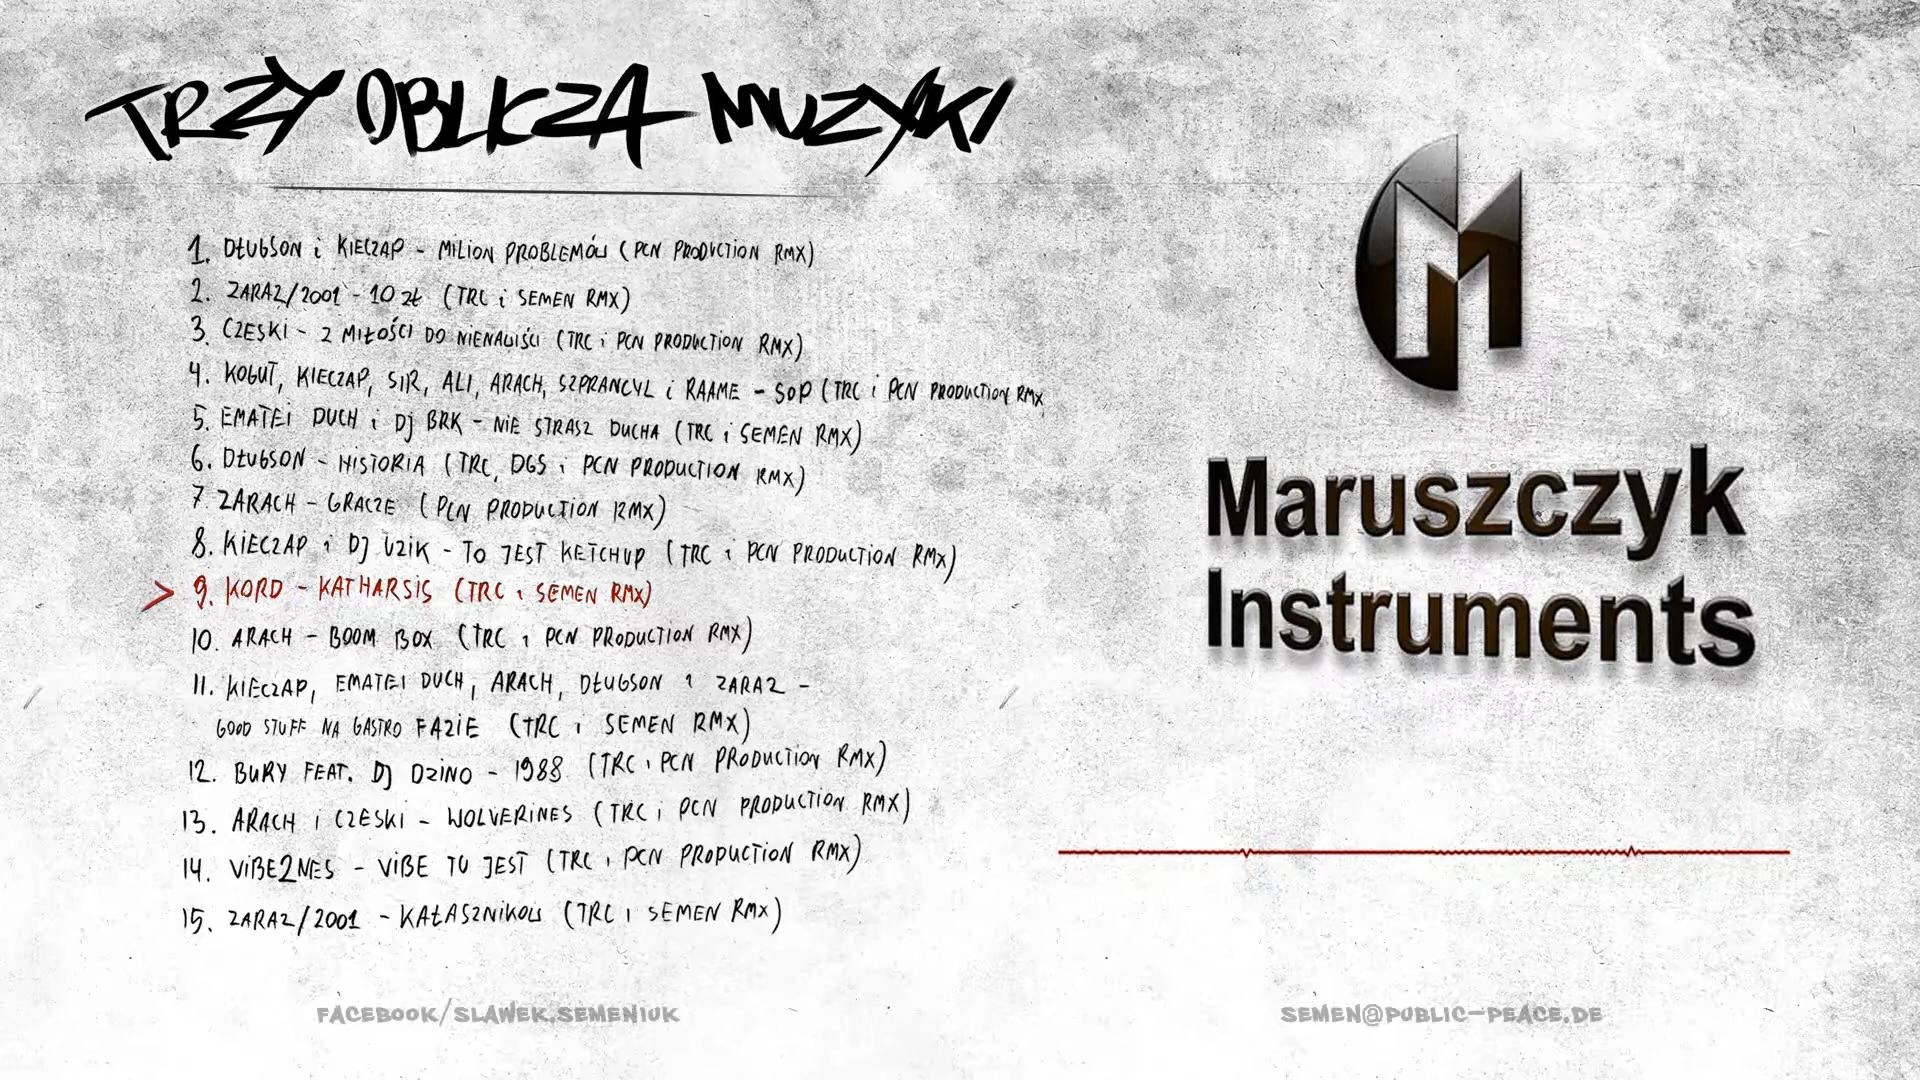 TRZY OBLICZA MUZYKI
1. DŁUGSON i KIECZAP - MILION PROBLEMÓW (PCN PRODUCTION RMX)
2. ZARAZ/2001 - 10 ZŁ (TRC i SEMEN RMX)
3. CZESKI - Z MIŁOŚCI DO NIENAWIŚCI (TRC i PCN PRODUCTION RMX)
4. KOGUT, KIECZAP, SIR, ALI, ARACH, SZPRANCYL i RAAME - SOP (TRC i PCN PRODUCTION RMX
5. EMATEI DUCH i DJ BRK - NIE STRASZ DUCHA (TRC i SEMEN RMX)
6. DŁUGSON - HISTORIA (TRC, DGS i PCN PRODUCTION RMX)
7. ZARACH - GRACZE (PCN PRODUCTION RMX)
8. KIECZAP i DJ UZIK - TO JEST KETCHUP (TRC i PCN PRODUCTION RMX)
> 9. KORD - KATHARSIS (TRC i SEMEN RMX)
10. ARACH - BOOM BOX (TRC i PCN PRODUCTION RMX)
11. KIECZAP, EMATEI DUCH, ARACH, DŁUGSON i ZARAZ -
GOOD STUFF NA GASTRO FAZIE (TRC i SEMEN RMX)
12. BURY FEAT. DJ DZINO - 1988 (TRC i PCN PRODUCTION RMX)
13. ARACH i CZESKI - WOLVERINES (TRC i PCN PRODUCTION RMX)
14. VIBE2NES - VIBE TU JEST (TRC i PCN PRODUCTION RMX)
15. ZARAZ/2001 - KAŁASZNIKOW (TRC i SEMEN RMX)
Maruszczyk
Instruments
FACEBOOK/SLAWEK.SEMENIUK
SEMEN@PUBLIC-PEACE.DE